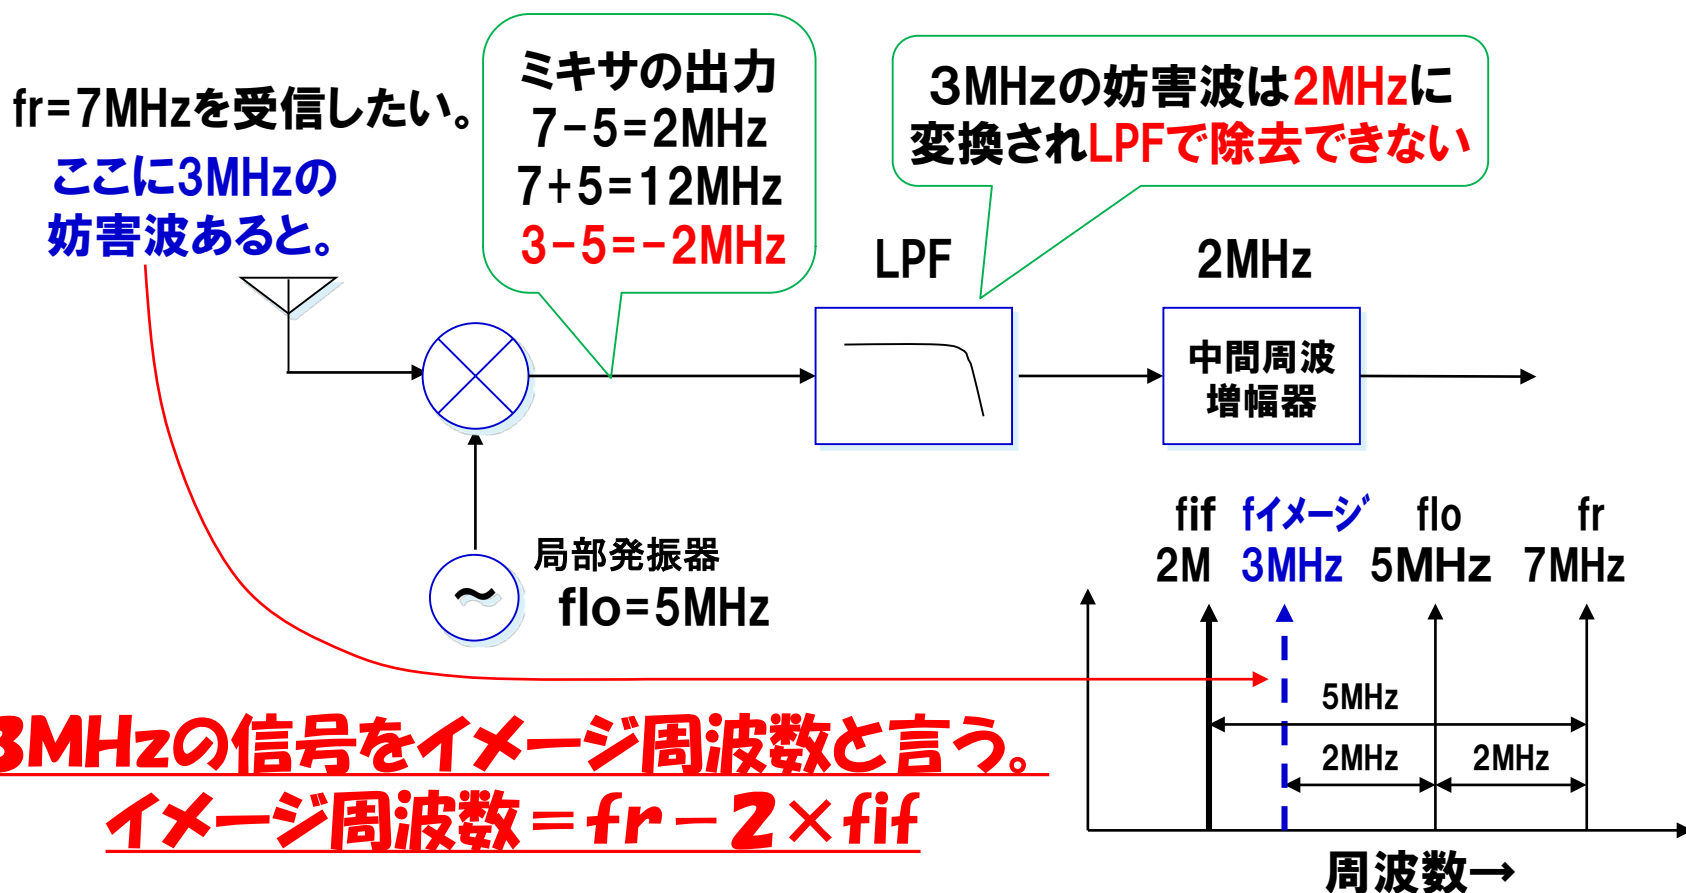 fr=7MHzを受信したい。
ここに3MHzの
妨害波あると。
ミキサの出力
7-5=2MHz
7+5=12MHz
3-5=-2MHz
3MHzの妨害波は2MHzに
変換されLPFで除去できない
LPF
2MHz
中間周波
増幅器
局部発振器
~
flo=5MHz
fif fイメージ flo fr
2M 3MHz 5MHz 7MHz
5MHz
2MHz 2MHz
周波数→
3MHzの信号をイメージ周波数と言う。
イメージ周波数=fr-2×fif